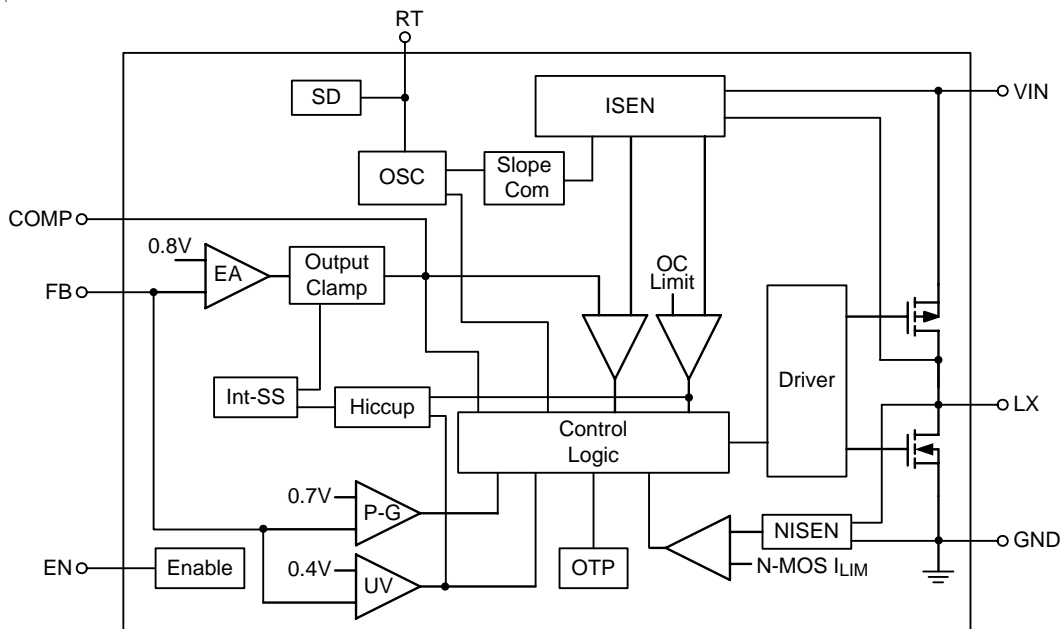 RT
SD
ISEN
VIN
OSC
Slope
Com
COMP
0.8V
EA
Output
Clamp
OC
Limit
FB
Driver
Int-SS
Hiccup
LX
Control
Logic
0.7V
P-G
NISEN
GND
EN
Enable
0.4V
UV
OTP
N-MOS ILIM